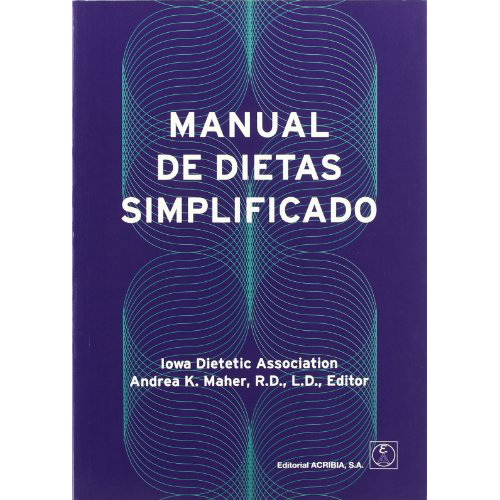 MANUAL
DE DIETAS
SIMPLIFICADO
Iowa Dietetic Association
Andrea K. Maher, R.D., L.D., Editor
Editorial ACRIBIA, S.A.